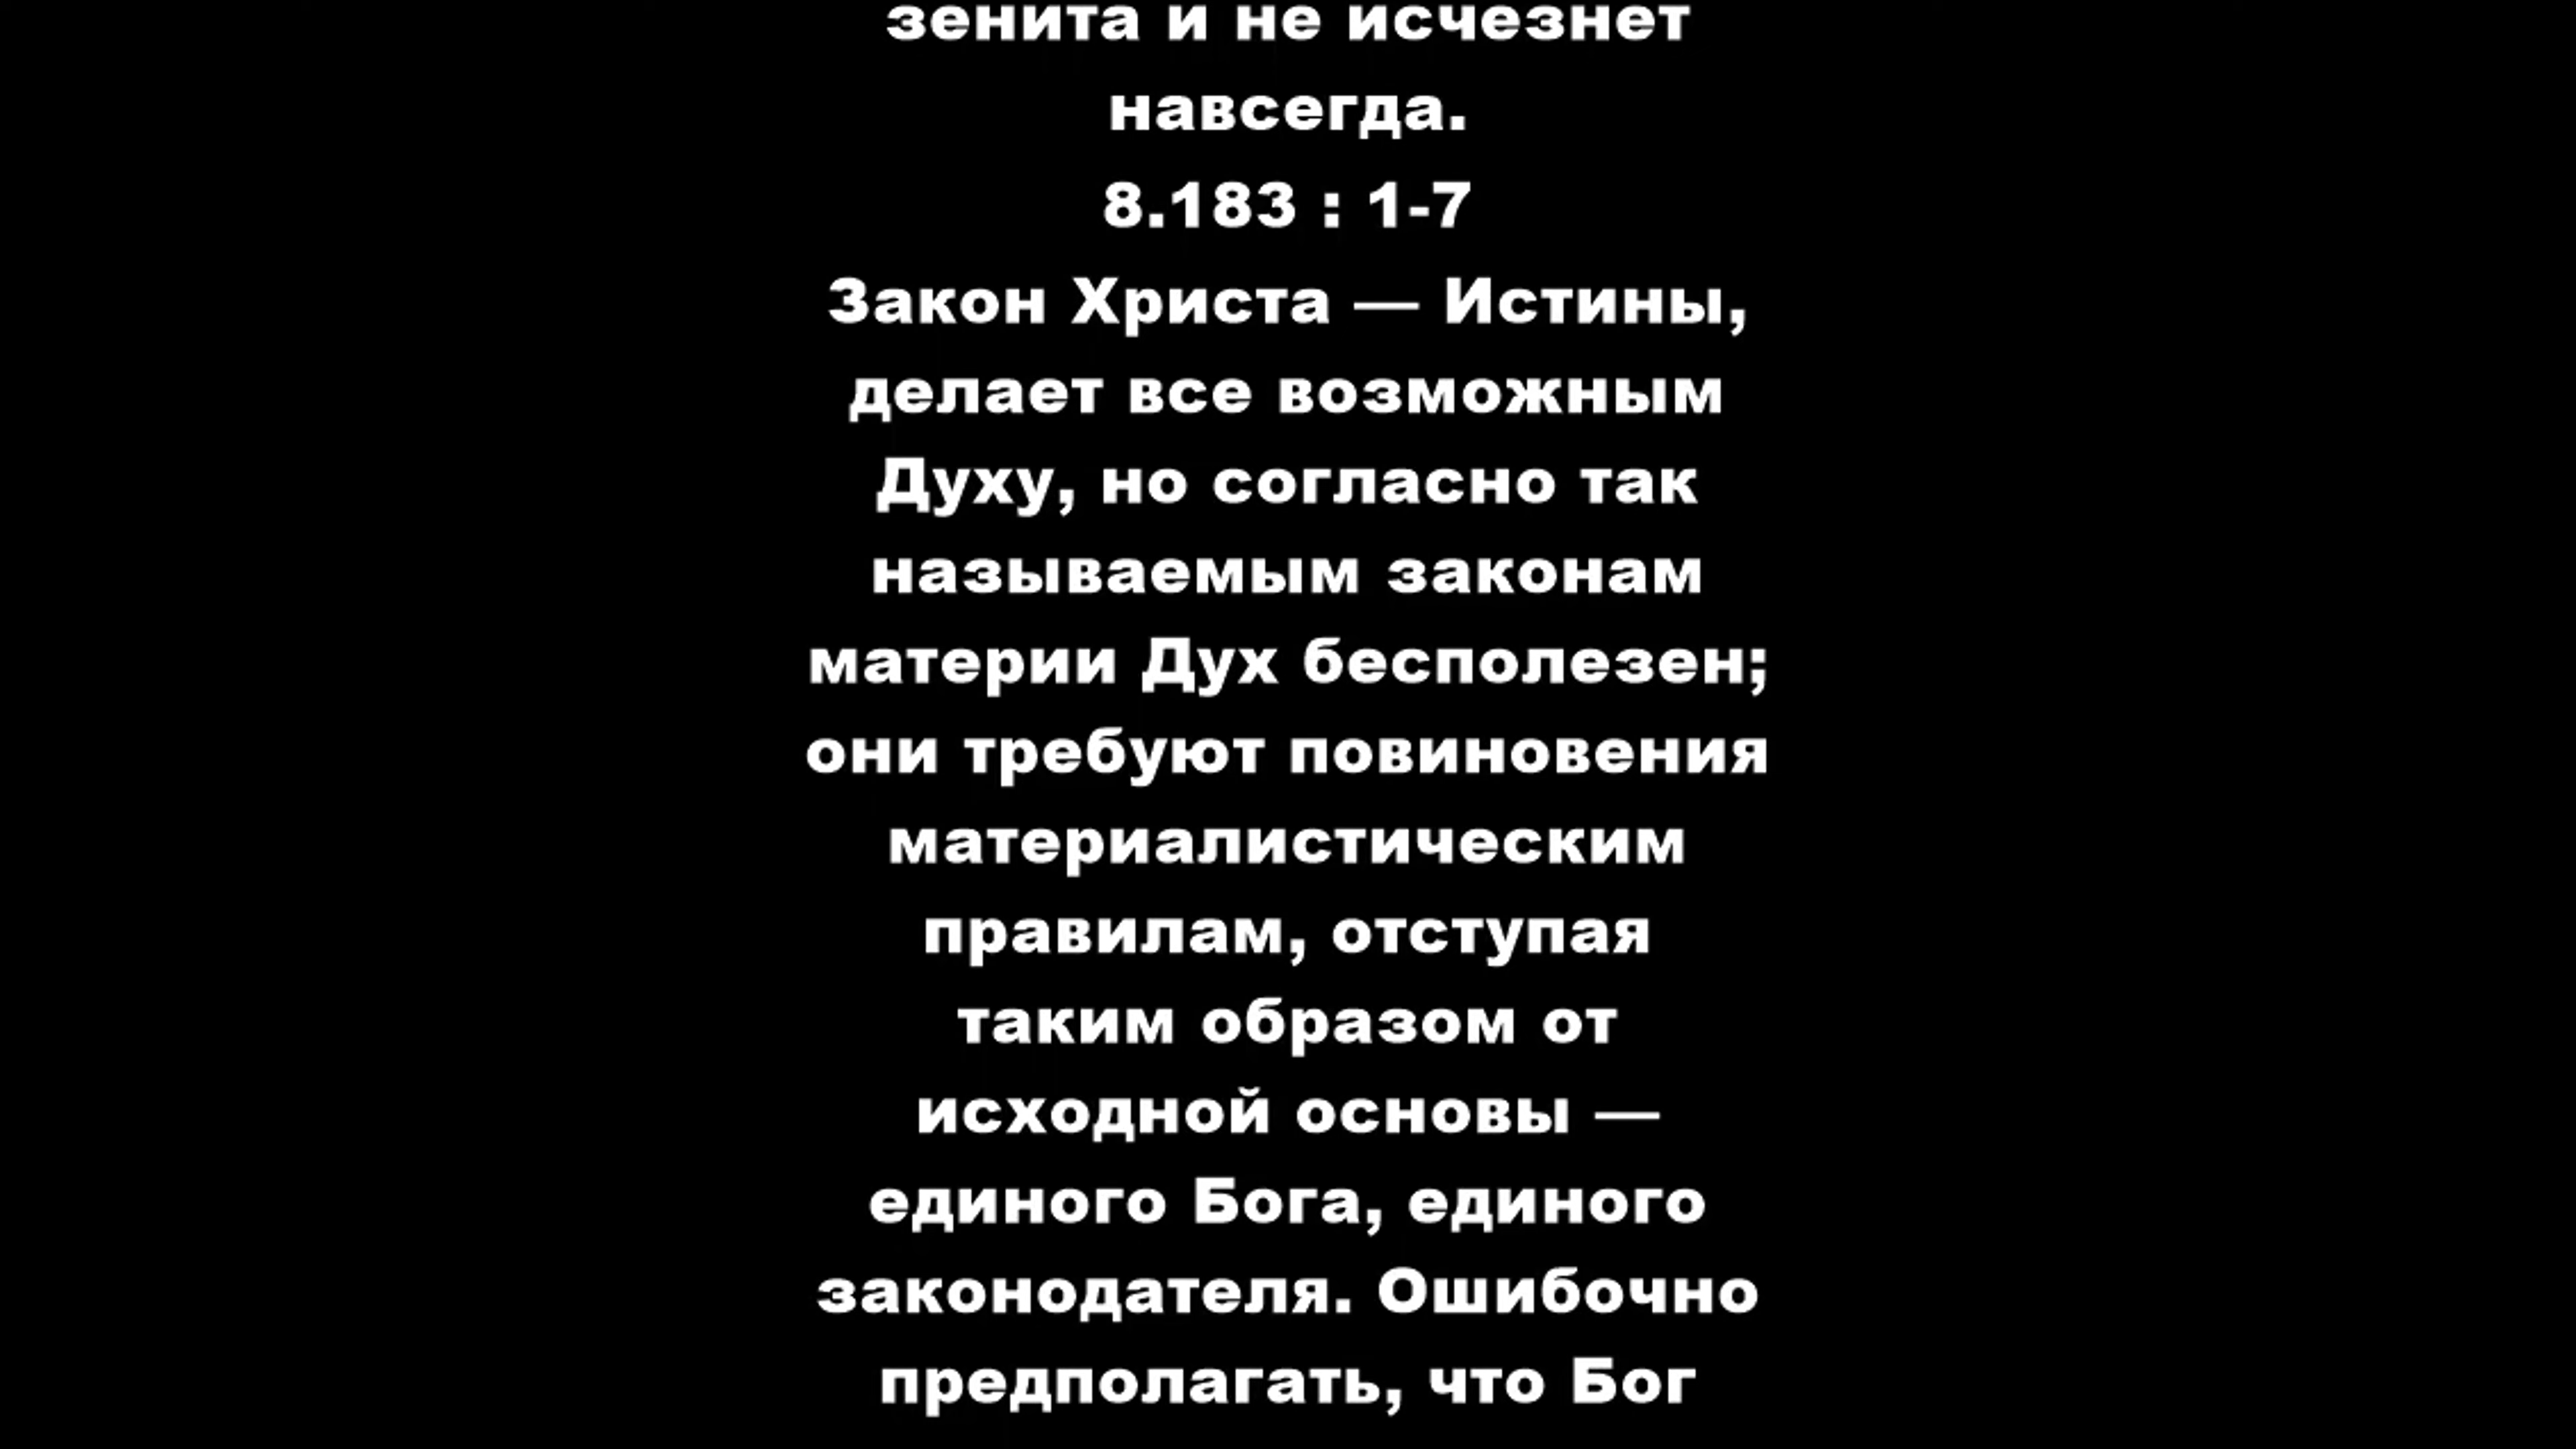 зенита и не исчезнет
навсегда.
8.183 : 1-7
Закон Христа — Истины,
делает все возможным
Духу, но согласно так
называемым законам
материи Дух бесполезен;
они требуют повиновения
материалистическим
правилам, отступая
таким образом от
исходной основы —
единого Бога, единого
законодателя. Ошибочно
предполагать, что Бог